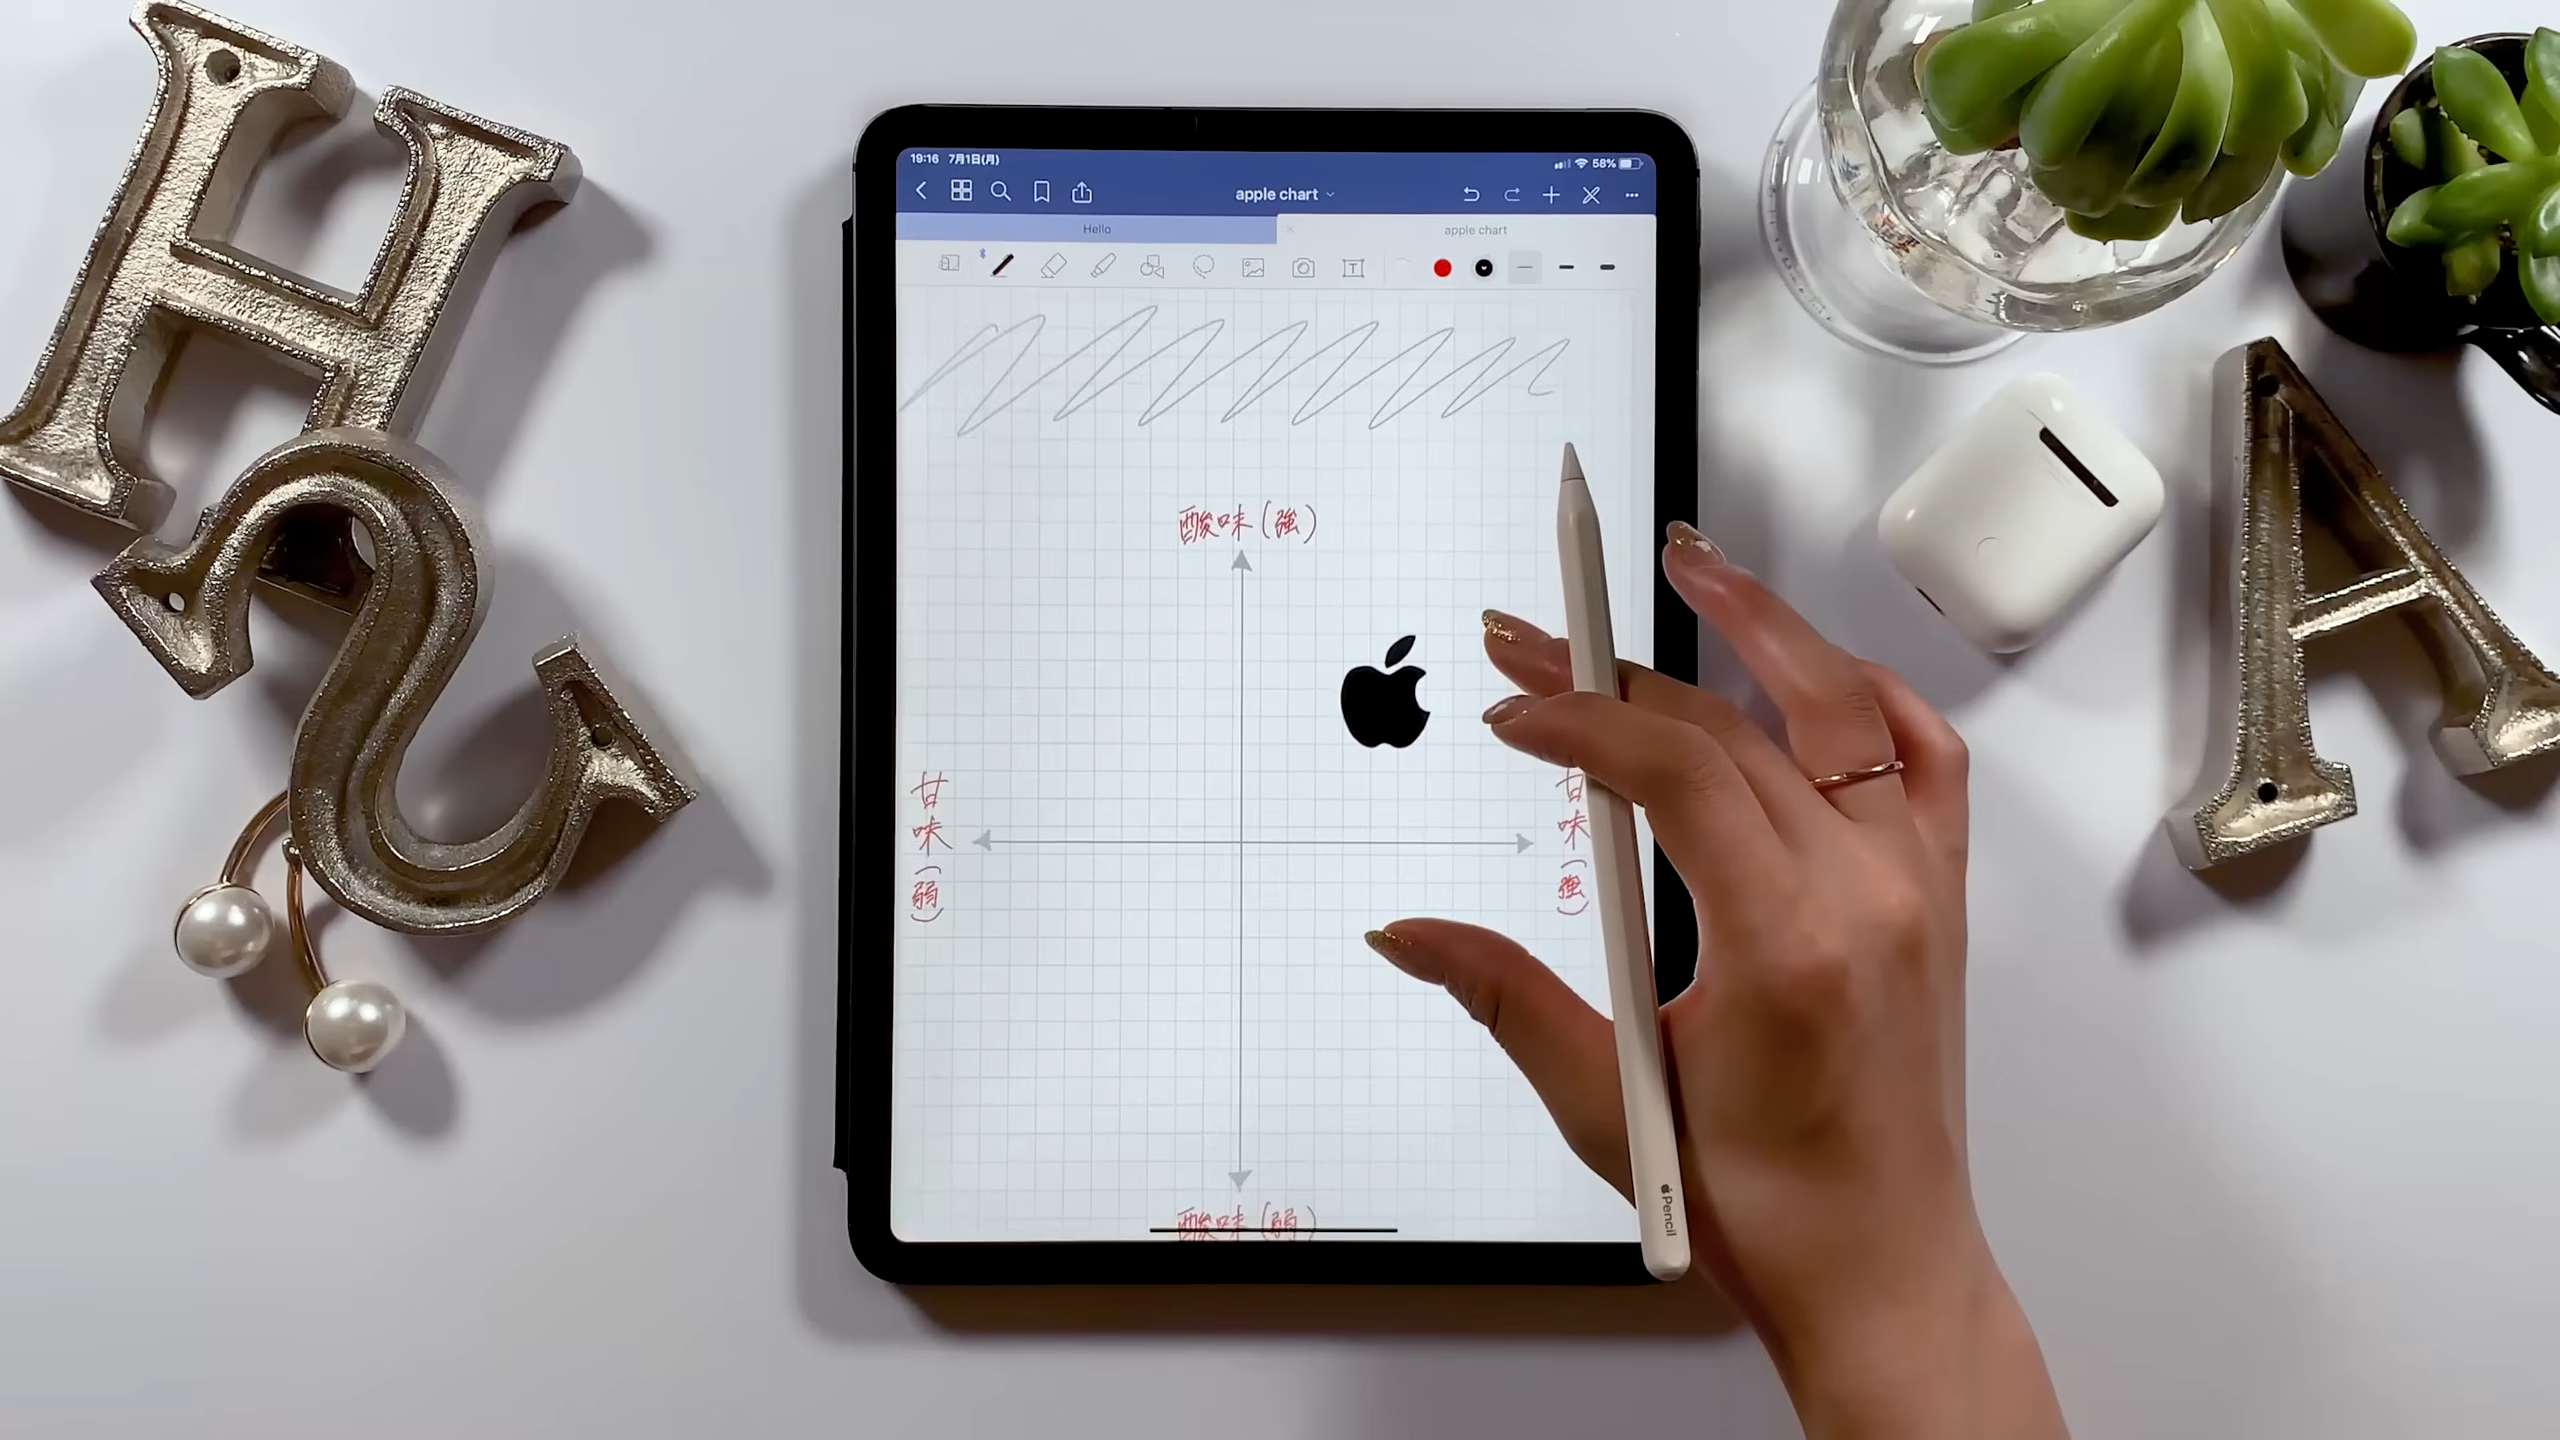 H
S
A
19:16 7月1日(月)
58%
apple chart
Hello
apple chart
T
酸味(強)
甘味(弱)
甘味(強)
酸味(弱)
Pencil